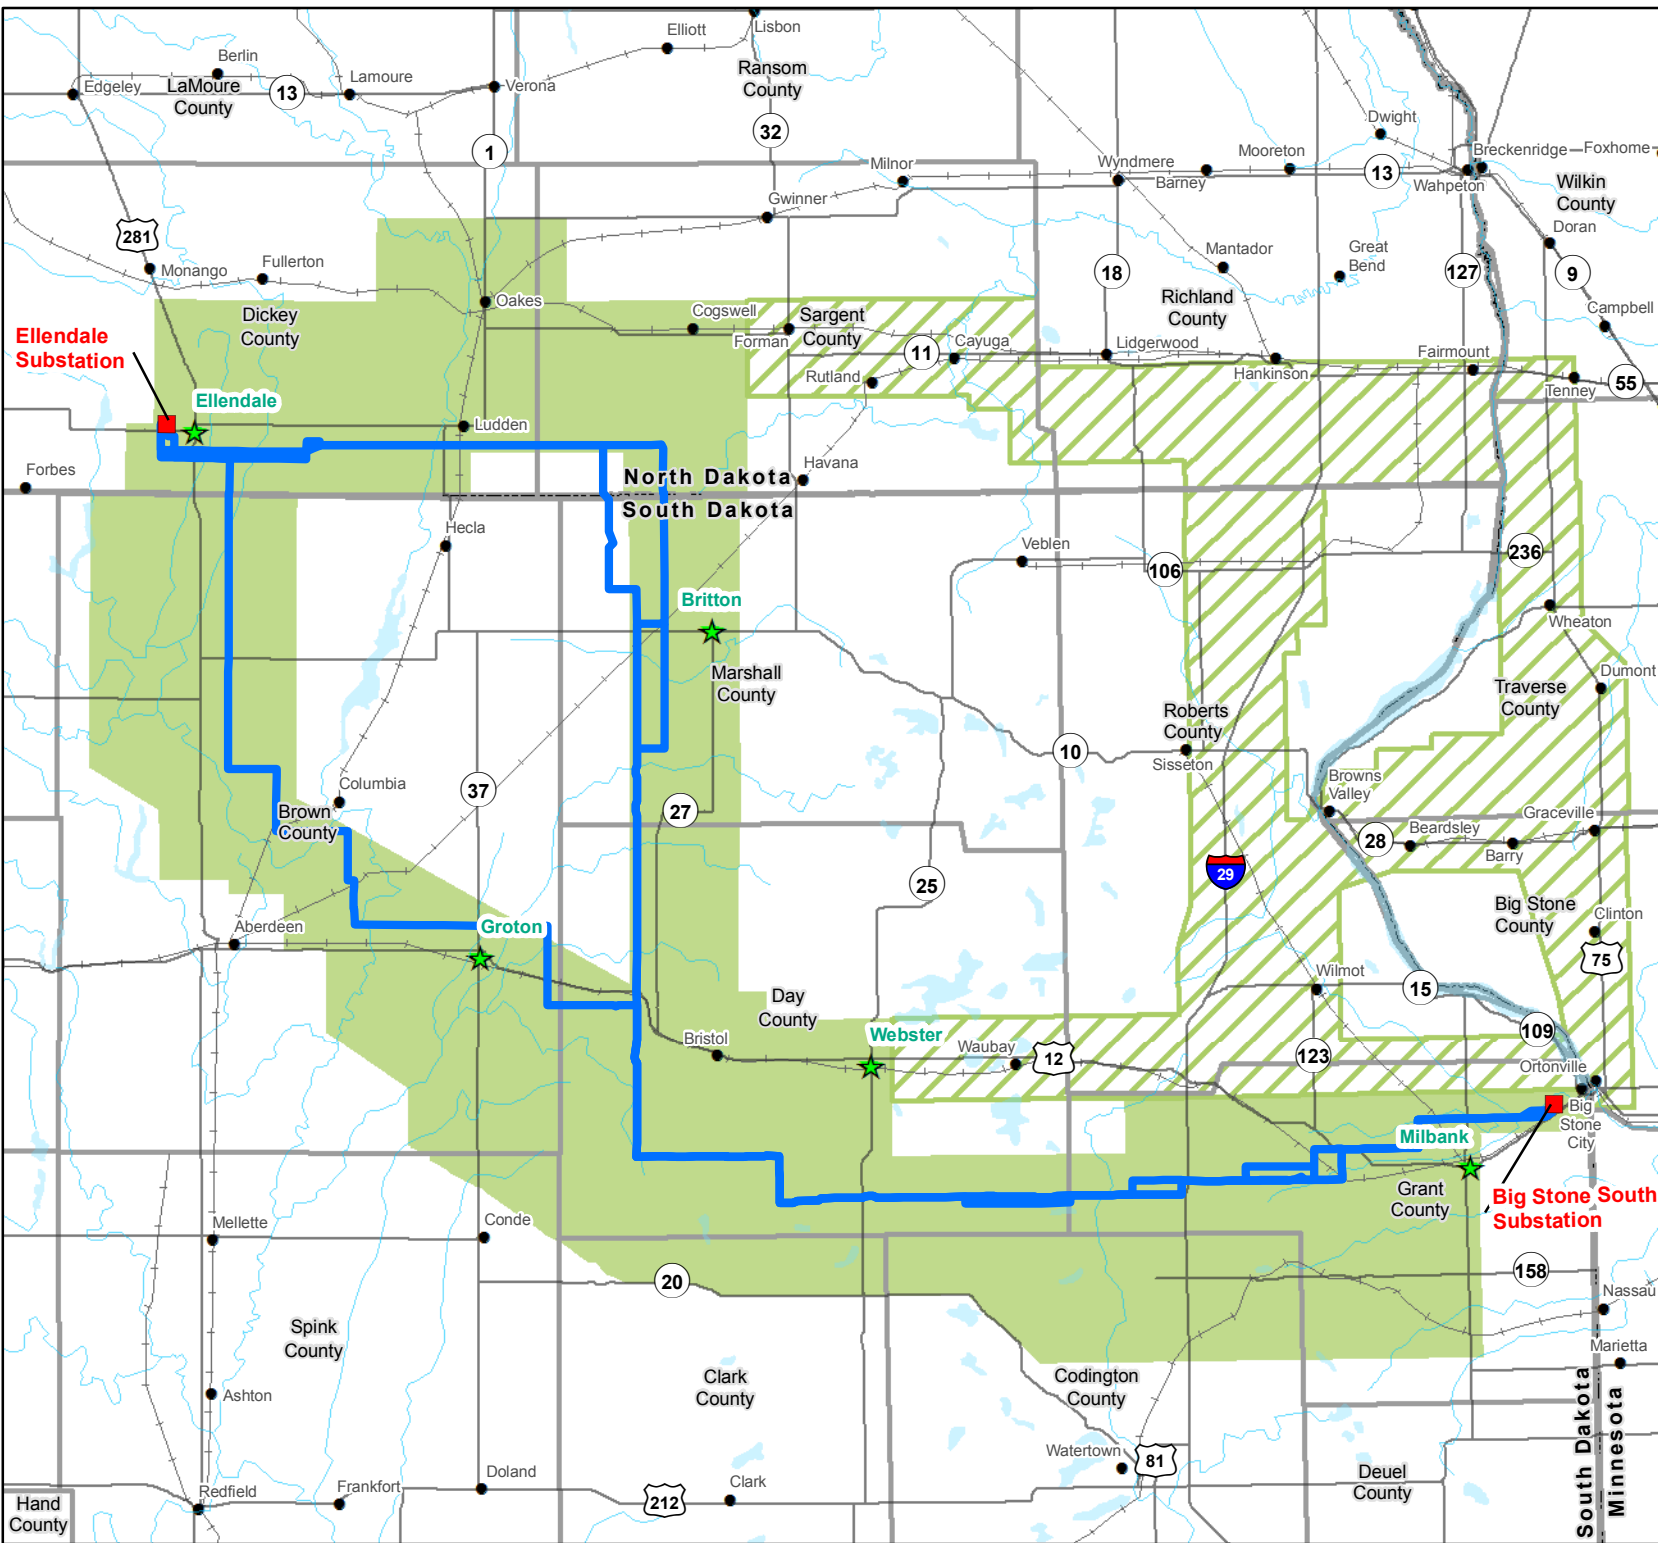 Elliott
Lisbon
Berlin
Edgeley
LaMoure
County
13
Lamoure
Verona
Ransom
County
32
1
Dwight
Milnor
Wyndmere
Barney
Mooreton
13
Breckenridge
Foxhome
Wahpeton
Wilkin
County
Gwinner
Doran
281
Monango
Fullerton
18
Mantador
Great
Bend
127
9
Dickey
County
Oakes
Cogswell
Forman
Sargent
County
Richland
County
Campbell
Ellendale
Substation
11
Cayuga
Lidgerwood
Rutland
Hankinson
Fairmount
Tenney
55
Ellendale
Ludden
Forbes
Havana
North Dakota
South Dakota
Hecla
Veblen
106
236
Britton
Wheaton
Marshall
County
Dumont
Traverse
County
Roberts
County
10
Sisseton
Columbia
37
27
Browns
Valley
Brown
County
28
Beardsley
Barry
Graceville
29
25
Aberdeen
Groton
Big Stone
County
Clinton
75
Wilmot
15
Day
County
109
Webster
Bristol
Waubay
12
123
Ortonville
Big
Stone
City
Milbank
Grant
County
Big Stone South
Substation
Mellette
Conde
20
158
Nassau
Spink
County
Marietta
Ashton
Clark
County
Codington
County
South Dakota
Minnesota
Watertown
81
Deuel
County
Hand
County
Redfield
Frankfort
Doland
212
Clark